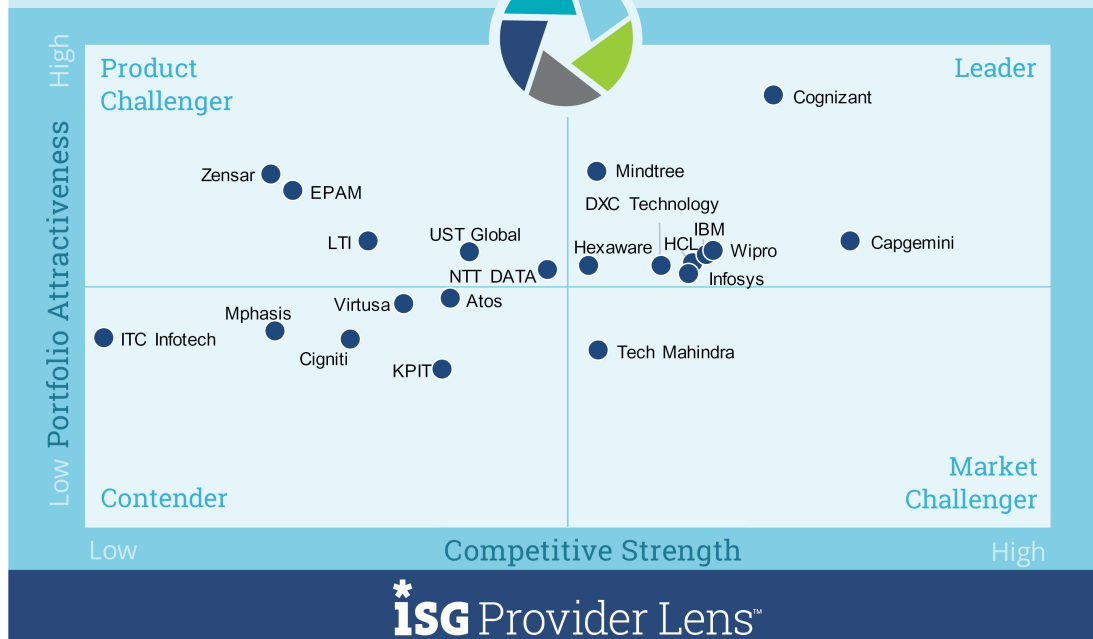 High
Product
Challenger
Leader
Cognizant
Zensar
EPAM
Mindtree
DXC Technology
LTI
UST Global
IBM
HCL
Hexaware
Wipro
Capgemini
NTT DATA
Infosys
Virtusa
Atos
Mphasis
ITC Infotech
Cigniti
KPIT
Tech Mahindra
Portfolio Attractiveness
Low
Contender
Market
Challenger
Low
Competitive Strength
High
ISG Provider Lens™